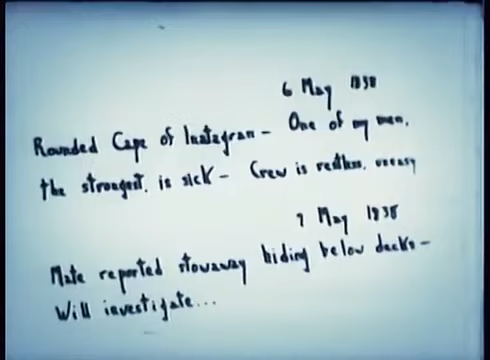 6 May 1838
Rounded Cape of Instagran – One of my men,
the strongest, is sick – Crew is restless, uneasy
7 May 1838
Mate reported stowaway hiding below decks –
Will investigate...